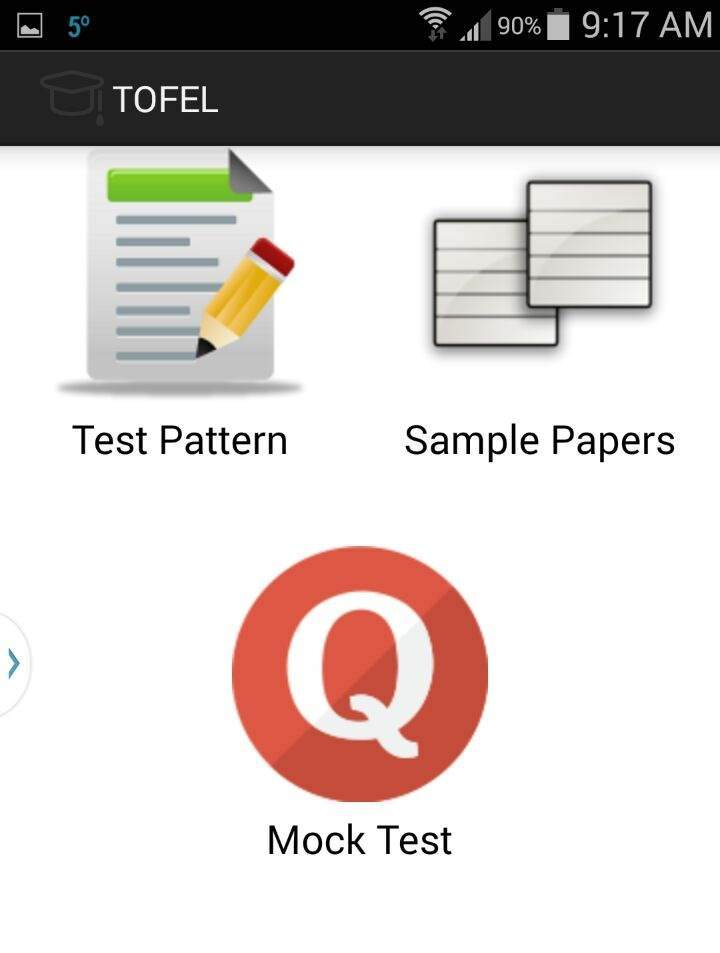 5° 90% 9:17 AM
TOFEL
Test Pattern Sample Papers
Q
Mock Test